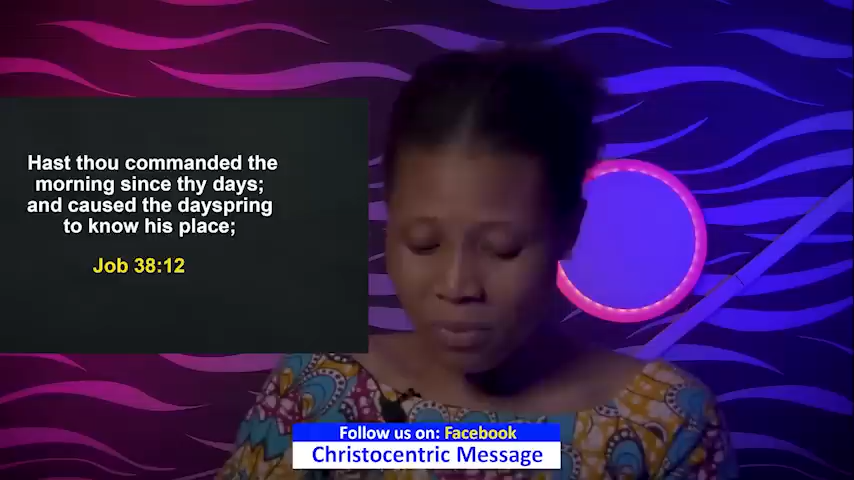 Hast thou commanded the
morning since thy days;
and caused the dayspring
to know his place;
Job 38:12
Follow us on: Facebook
Christocentric Message